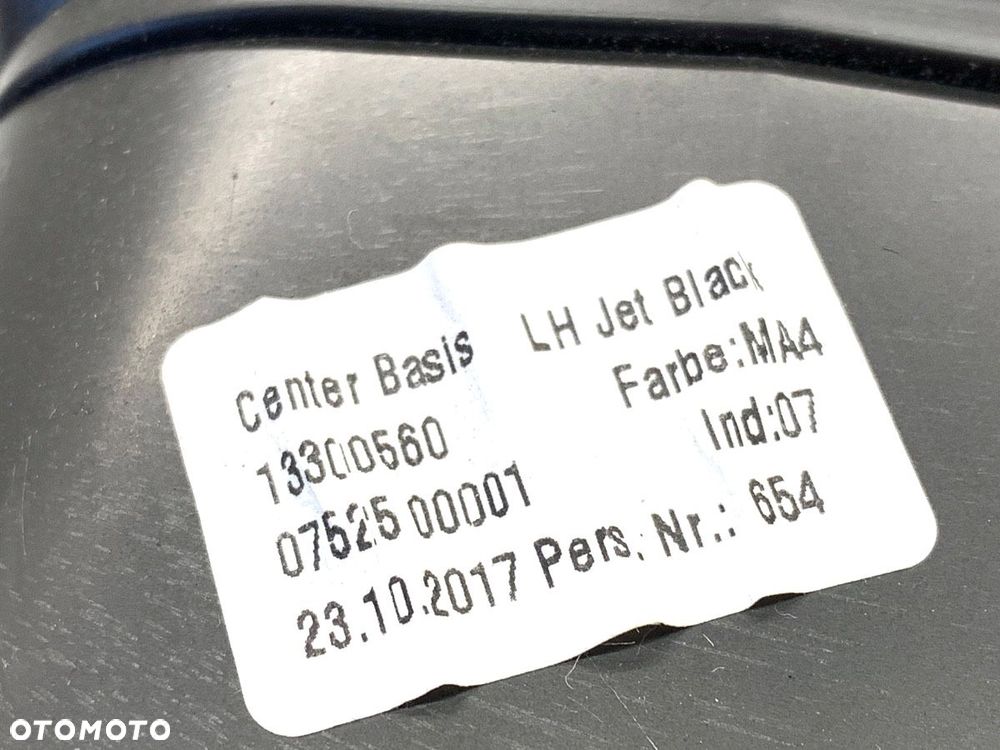 Center Basis LH Jet Black
13300560 Farbe:MA4
07525 00001 Ind:07
23.10.2017 Pers. Nr.: 654
OTOMOTO